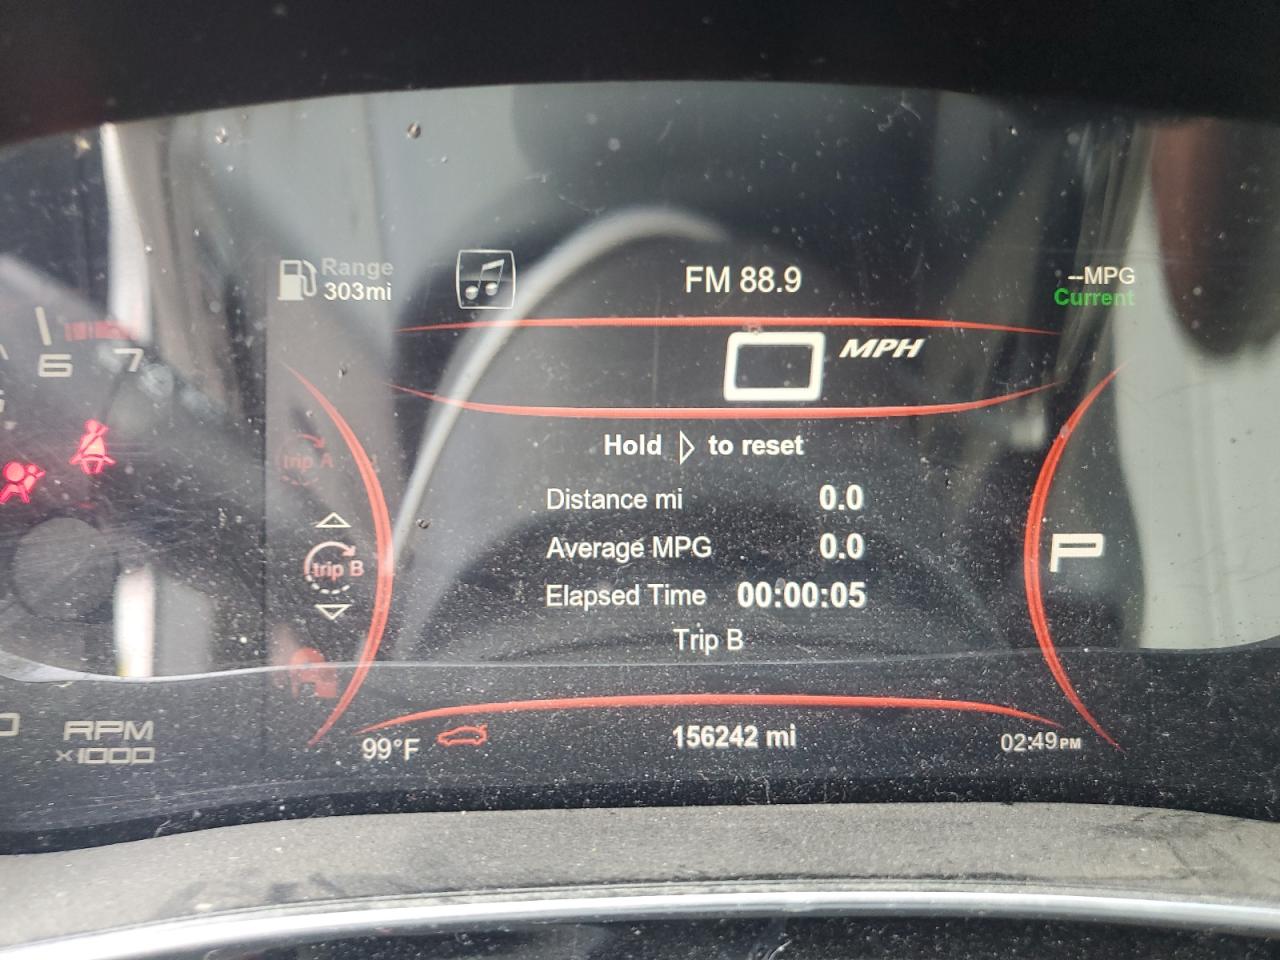 Range
303mi
FM 88.9
--MPG
Current
6 7
0 MPH
Hold to reset
trip A
Distance mi 0.0
Average MPG 0.0
trip B
Elapsed Time 00:00:05
Trip B
P
RPM
x1000
99°F
156242 mi
02:49PM